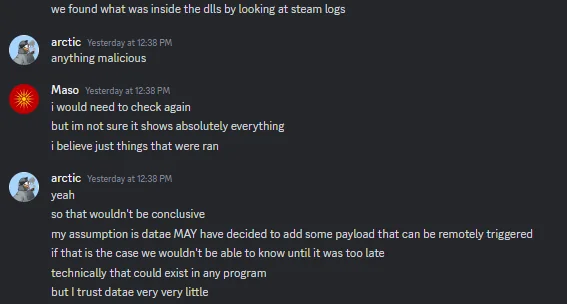 we found what was inside the dlls by looking at steam logs
arctic Yesterday at 12:38 PM
anything malicious
Maso Yesterday at 12:38 PM
i would need to check again
but im not sure it shows absolutely everything
i believe just things that were ran
arctic Yesterday at 12:38 PM
yeah
so that wouldn't be conclusive
my assumption is datae MAY have decided to add some payload that can be remotely triggered
if that is the case we wouldn't be able to know until it was too late
technically that could exist in any program
but I trust datae very very little